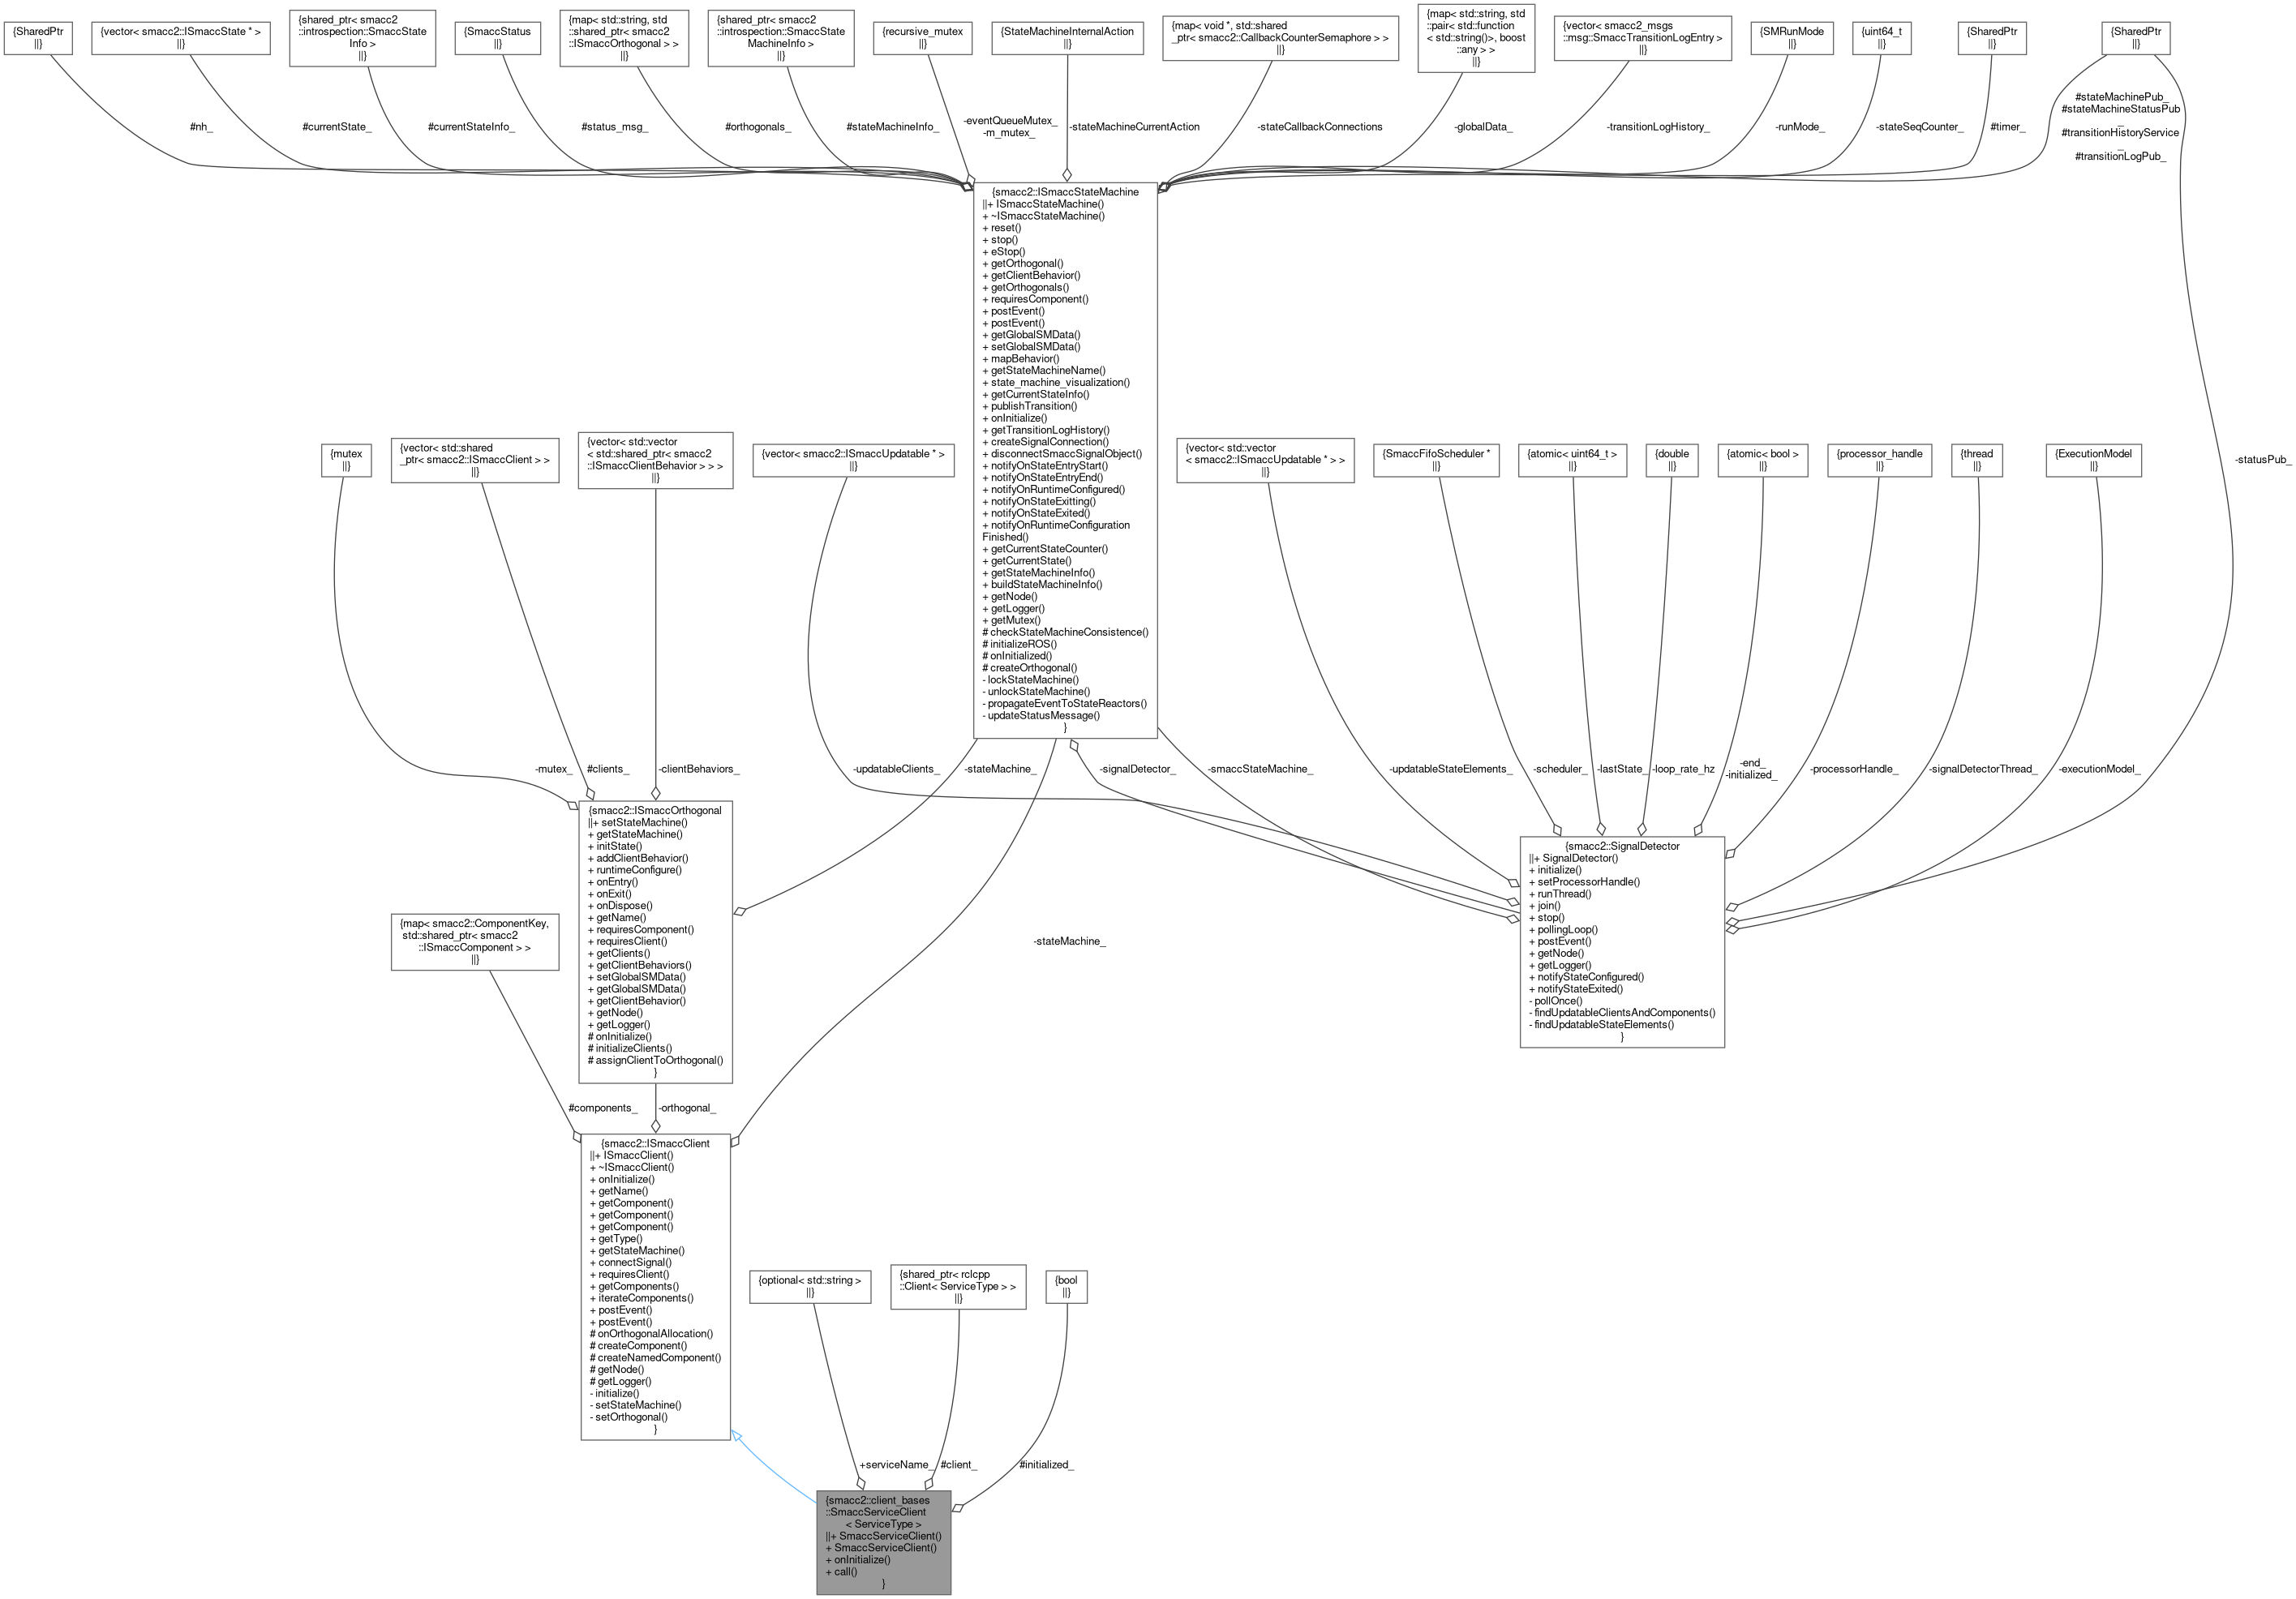 {SharedPtr
||}
{vector< smacc2::ISmaccState * >
||}
{shared_ptr< smacc2
::introspection::SmaccState
Info >
||}
{SmaccStatus
||}
{map< std::string, std
::shared_ptr< smacc2
::ISmaccOrthogonal > >
||}
{shared_ptr< smacc2
::introspection::SmaccState
MachineInfo >
||}
{recursive_mutex
||}
{StateMachineInternalAction
||}
{map< void *, std::shared
_ptr< smacc2::CallbackCounterSemaphore > >
||}
{map< std::string, std
::pair< std::function
< std::string()>, boost
::any > >
||}
{vector< smacc2_msgs
::msg::SmaccTransitionLogEntry >
||}
{SMRunMode
||}
{uint64_t
||}
{SharedPtr
||}
{SharedPtr
||}
#nh_
#currentState_
#currentStateInfo_
#status_msg_
#orthogonals_
#stateMachineInfo_
-eventQueueMutex_
-m_mutex_
-stateMachineCurrentAction
-stateCallbackConnections
-globalData_
-transitionLogHistory_
-runMode_
-stateSeqCounter_
#timer_
#stateMachinePub_
#stateMachineStatusPub
_
#transitionHistoryService
_
#transitionLogPub_
{smacc2::ISmaccStateMachine
||+ ISmaccStateMachine()
+ ~ISmaccStateMachine()
+ reset()
+ stop()
+ eStop()
+ getOrthogonal()
+ getClientBehavior()
+ getOrthogonals()
+ requiresComponent()
+ postEvent()
+ postEvent()
+ getGlobalSMData()
+ setGlobalSMData()
+ mapBehavior()
+ getStateMachineName()
+ state_machine_visualization()
+ getCurrentStateInfo()
+ publishTransition()
+ onInitialize()
+ getTransitionLogHistory()
+ createSignalConnection()
+ disconnectSmaccSignalObject()
+ notifyOnStateEntryStart()
+ notifyOnStateEntryEnd()
+ notifyOnRuntimeConfigured()
+ notifyOnStateExitting()
+ notifyOnStateExited()
+ notifyOnRuntimeConfiguration
Finished()
+ getCurrentStateCounter()
+ getCurrentState()
+ getStateMachineInfo()
+ buildStateMachineInfo()
+ getNode()
+ getLogger()
+ getMutex()
# checkStateMachineConsistence()
# initializeROS()
# onInitialized()
# createOrthogonal()
- lockStateMachine()
- unlockStateMachine()
- propagateEventToStateReactors()
- updateStatusMessage()
}
{mutex
||}
{vector< std::shared
_ptr< smacc2::ISmaccClient > >
||}
{vector< std::vector
< std::shared_ptr< smacc2
::ISmaccClientBehavior > > >
||}
{vector< smacc2::ISmaccUpdatable * >
||}
{vector< std::vector
< smacc2::ISmaccUpdatable * > >
||}
{SmaccFifoScheduler *
||}
{atomic< uint64_t >
||}
{double
||}
{atomic< bool >
||}
{processor_handle
||}
{thread
||}
{ExecutionModel
||}
-statusPub_
-mutex_
#clients_
-clientBehaviors_
-updatableClients_
-stateMachine_
-signalDetector_
-smaccStateMachine_
-updatableStateElements_
-scheduler_
-lastState_
-loop_rate_hz
-end_
-initialized_
-processorHandle_
-signalDetectorThread_
-executionModel_
{smacc2::ISmaccOrthogonal
||+ setStateMachine()
+ getStateMachine()
+ initState()
+ addClientBehavior()
+ runtimeConfigure()
+ onEntry()
+ onExit()
+ onDispose()
+ getName()
+ requiresComponent()
+ requiresClient()
+ getClients()
+ getClientBehaviors()
+ setGlobalSMData()
+ getGlobalSMData()
+ getClientBehavior()
+ getNode()
+ getLogger()
# onInitialize()
# initializeClients()
# assignClientToOrthogonal()
}
{smacc2::SignalDetector
||+ SignalDetector()
+ initialize()
+ setProcessorHandle()
+ runThread()
+ join()
+ stop()
+ pollingLoop()
+ postEvent()
+ getNode()
+ getLogger()
+ notifyStateConfigured()
+ notifyStateExited()
- pollOnce()
- findUpdatableClientsAndComponents()
- findUpdatableStateElements()
}
{map< smacc2::ComponentKey,
std::shared_ptr< smacc2
::ISmaccComponent > >
||}
-stateMachine_
#components_
-orthogonal_
{smacc2::ISmaccClient
||+ ISmaccClient()
+ ~ISmaccClient()
+ onInitialize()
+ getName()
+ getComponent()
+ getComponent()
+ getComponent()
+ getType()
+ getStateMachine()
+ connectSignal()
+ requiresClient()
+ getComponents()
+ iterateComponents()
+ postEvent()
+ postEvent()
# onOrthogonalAllocation()
# createComponent()
# createNamedComponent()
# getNode()
# getLogger()
- initialize()
- setStateMachine()
- setOrthogonal()
}
{optional< std::string >
||}
{shared_ptr< rclcpp
::Client< ServiceType > >
||}
{bool
||}
+serviceName_
#client_
#initialized_
{smacc2::client_bases
::SmaccServiceClient
< ServiceType >
||+ SmaccServiceClient()
+ SmaccServiceClient()
+ onInitialize()
+ call()
}